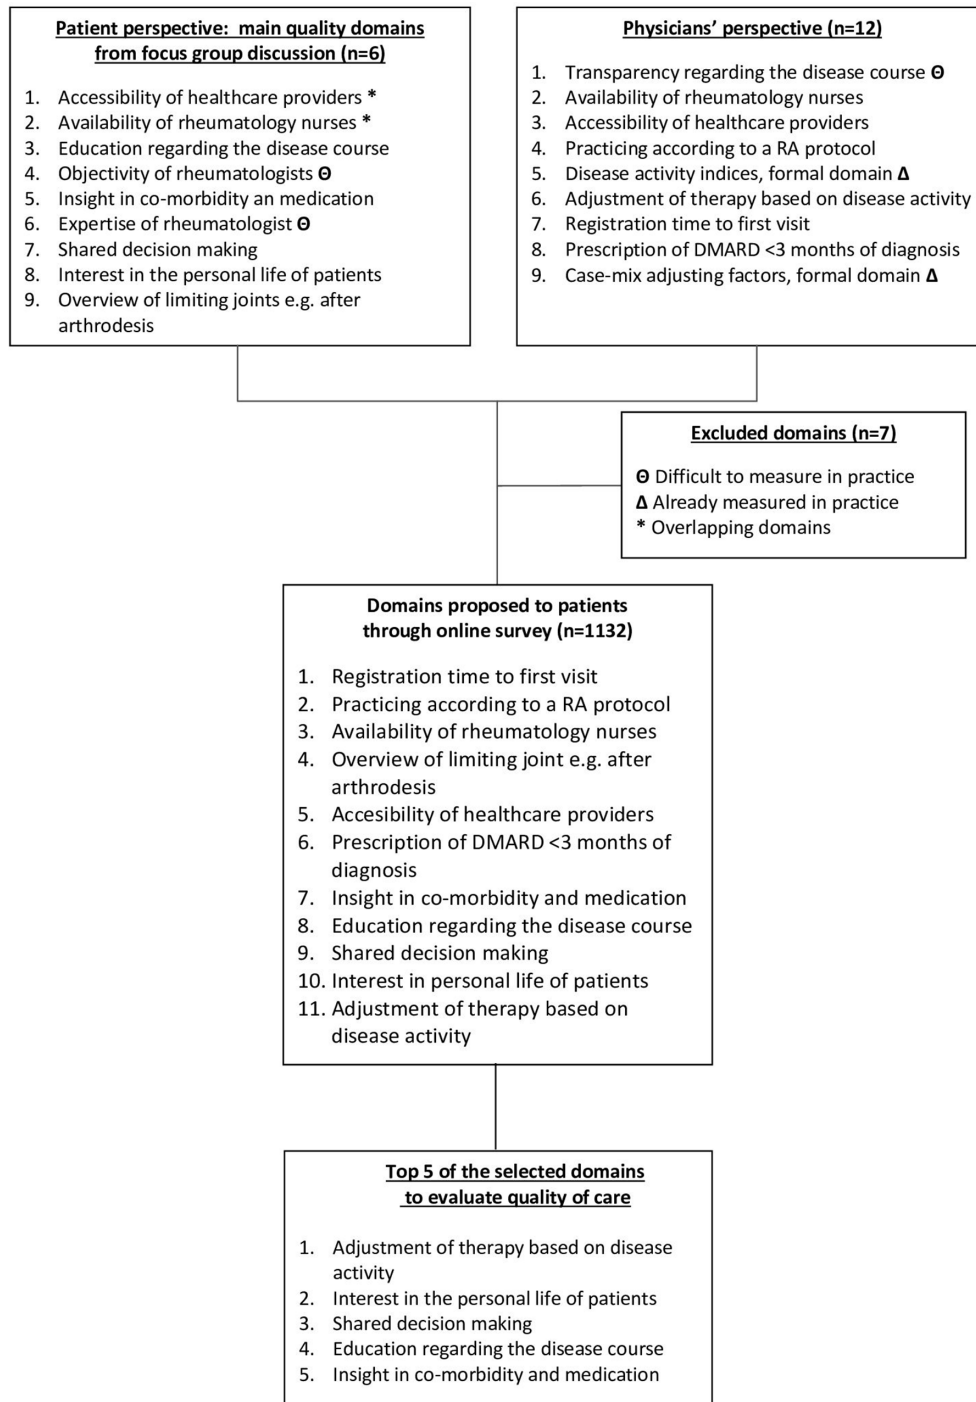 Patient perspective: main quality domains
from focus group discussion (n=6)
1. Accessibility of healthcare providers *
2. Availability of rheumatology nurses *
3. Education regarding the disease course
4. Objectivity of rheumatologists Θ
5. Insight in co-morbidity an medication
6. Expertise of rheumatologist Θ
7. Shared decision making
8. Interest in the personal life of patients
9. Overview of limiting joints e.g. after
arthrodesis
Physicians’ perspective (n=12)
1. Transparency regarding the disease course Θ
2. Availability of rheumatology nurses
3. Accessibility of healthcare providers
4. Practicing according to a RA protocol
5. Disease activity indices, formal domain Δ
6. Adjustment of therapy based on disease activity
7. Registration time to first visit
8. Prescription of DMARD <3 months of diagnosis
9. Case-mix adjusting factors, formal domain Δ
Excluded domains (n=7)
Θ Difficult to measure in practice
Δ Already measured in practice
* Overlapping domains
Domains proposed to patients
through online survey (n=1132)
1. Registration time to first visit
2. Practicing according to a RA protocol
3. Availability of rheumatology nurses
4. Overview of limiting joint e.g. after
arthrodesis
5. Accesibility of healthcare providers
6. Prescription of DMARD <3 months of
diagnosis
7. Insight in co-morbidity and medication
8. Education regarding the disease course
9. Shared decision making
10. Interest in personal life of patients
11. Adjustment of therapy based on
disease activity
Top 5 of the selected domains
to evaluate quality of care
1. Adjustment of therapy based on disease
activity
2. Interest in the personal life of patients
3. Shared decision making
4. Education regarding the disease course
5. Insight in co-morbidity and medication